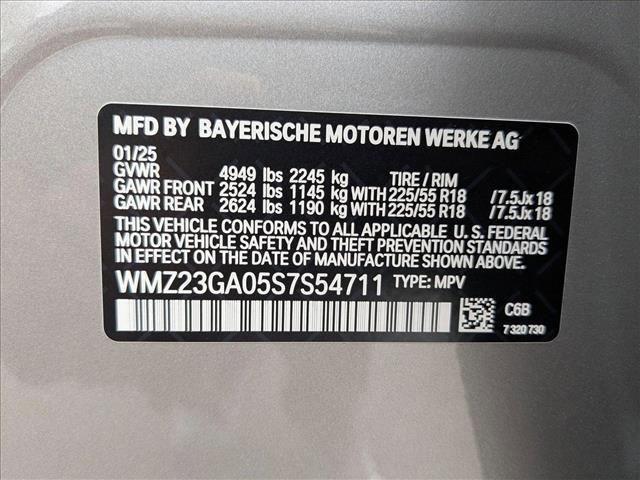 MFD BY BAYERISCHE MOTOREN WERKE AG
01/25
GVWR 4949 lbs 2245 kg TIRE / RIM
GAWR FRONT 2524 lbs 1145 kg WITH 225/55 R18 /7.5Jx18
GAWR REAR 2624 lbs 1190 kg WITH 225/55 R18 /7.5Jx18
THIS VEHICLE CONFORMS TO ALL APPLICABLE U. S. FEDERAL
MOTOR VEHICLE SAFETY AND THEFT PREVENTION STANDARDS
IN EFFECT ON THE DATE OF MANUFACTURE SHOWN ABOVE.
WMZ23GA05S7S54711 TYPE: MPV
C6B
7 320 730